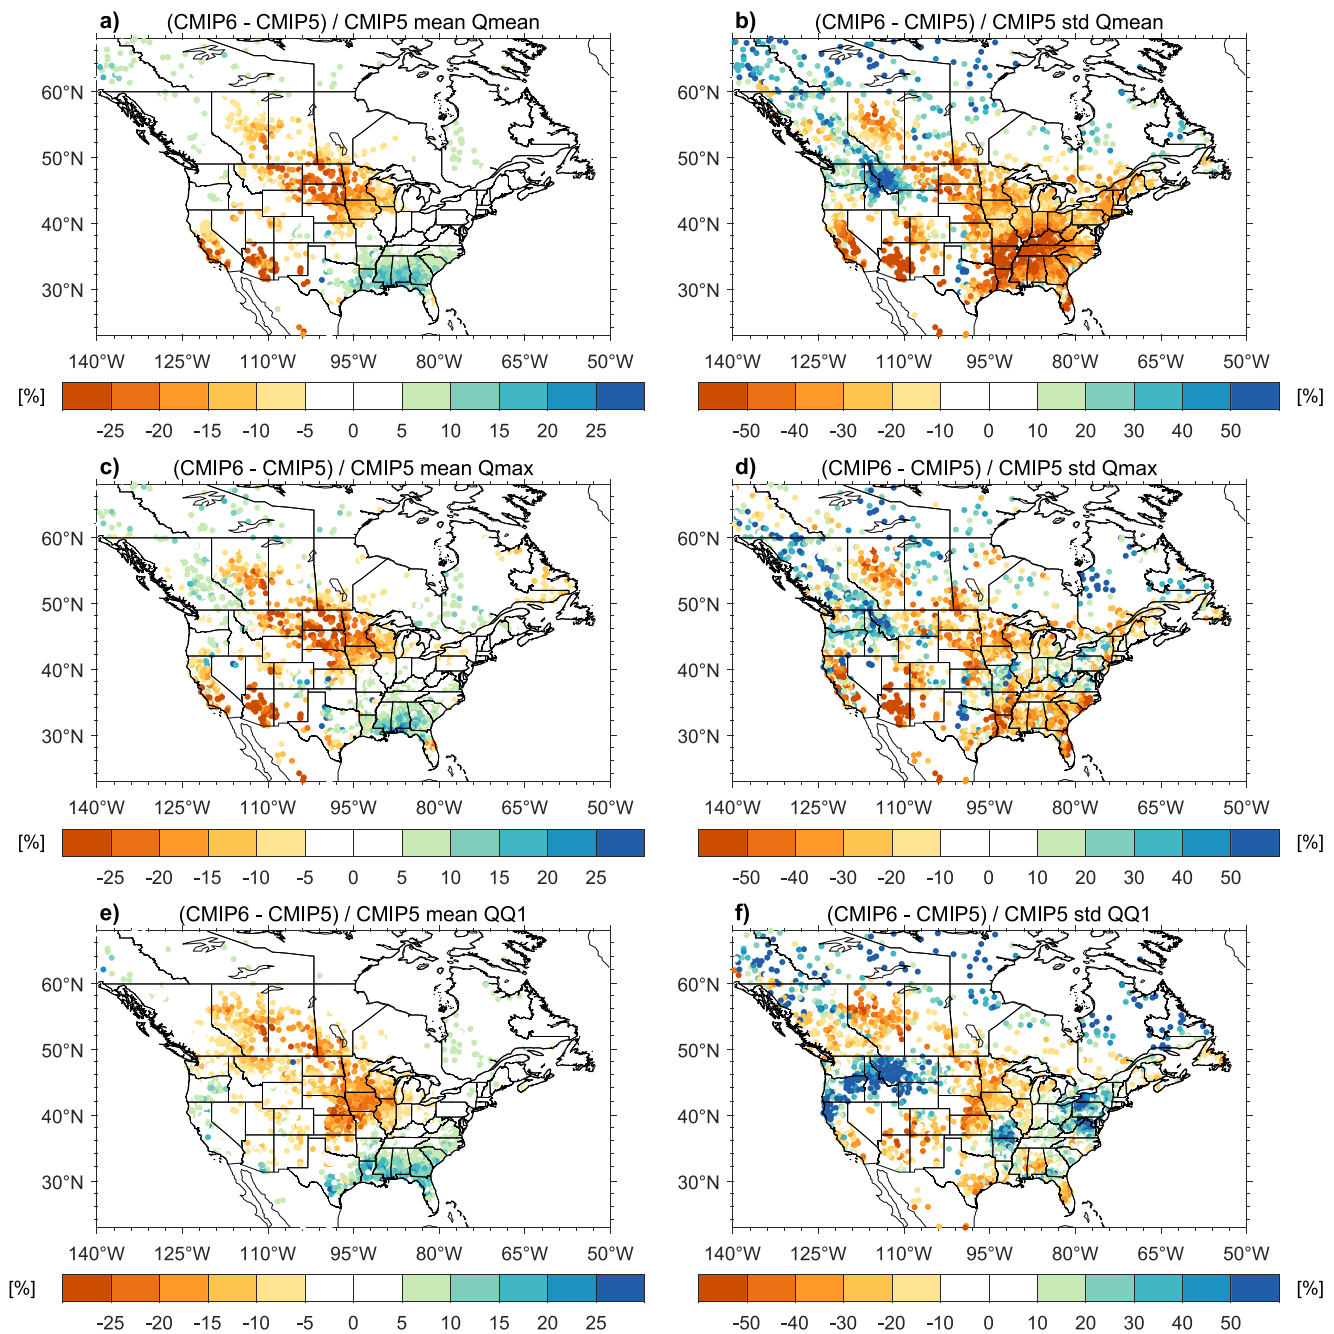 a) (CMIP6 - CMIP5) / CMIP5 mean Qmean
60°N
50°N
40°N
30°N
140°W 125°W 110°W 95°W 80°W 65°W 50°W
[%]
-25 -20 -15 -10 -5 0 5 10 15 20 25
b) (CMIP6 - CMIP5) / CMIP5 std Qmean
60°N
50°N
40°N
30°N
140°W 125°W 110°W 95°W 80°W 65°W 50°W
[%]
-50 -40 -30 -20 -10 0 10 20 30 40 50
c) (CMIP6 - CMIP5) / CMIP5 mean Qmax
60°N
50°N
40°N
30°N
140°W 125°W 110°W 95°W 80°W 65°W 50°W
[%]
-25 -20 -15 -10 -5 0 5 10 15 20 25
d) (CMIP6 - CMIP5) / CMIP5 std Qmax
60°N
50°N
40°N
30°N
140°W 125°W 110°W 95°W 80°W 65°W 50°W
[%]
-50 -40 -30 -20 -10 0 10 20 30 40 50
e) (CMIP6 - CMIP5) / CMIP5 mean QQ1
60°N
50°N
40°N
30°N
140°W 125°W 110°W 95°W 80°W 65°W 50°W
[%]
-25 -20 -15 -10 -5 0 5 10 15 20 25
f) (CMIP6 - CMIP5) / CMIP5 std QQ1
60°N
50°N
40°N
30°N
140°W 125°W 110°W 95°W 80°W 65°W 50°W
[%]
-50 -40 -30 -20 -10 0 10 20 30 40 50